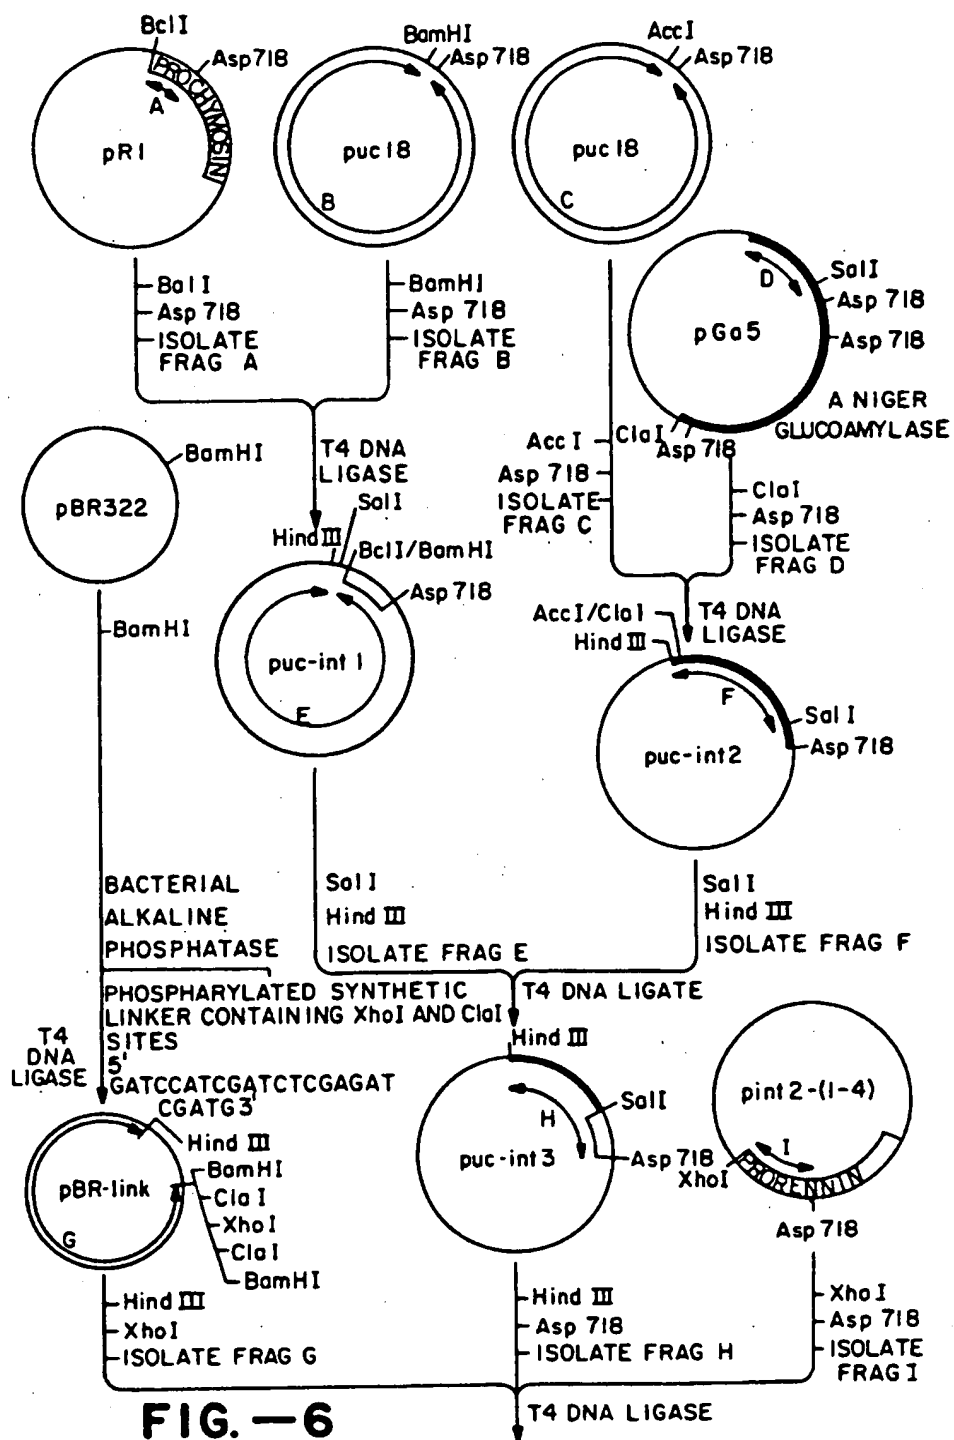 BclI
Asp 718
PROCHYMOSIN
A
pR1
BamHI
Asp 718
puc18
B
AccI
Asp 718
puc18
C
BalI
Asp 718
ISOLATE
FRAG A
BamHI
Asp 718
ISOLATE
FRAG B
D
SalI
Asp 718
Asp 718
pGa5
A NIGER
GLUCOAMYLASE
ClaI
Asp 718
AccI
Asp 718
ISOLATE
FRAG C
ClaI
Asp 718
ISOLATE
FRAG D
BamHI
pBR322
BamHI
T4 DNA
LIGASE
SalI
Hind III
BclI/BamHI
Asp 718
puc-int 1
E
T4 DNA
LIGASE
AccI/ClaI
Hind III
F
SalI
Asp 718
puc-int2
BACTERIAL
ALKALINE
PHOSPHATASE
SalI
Hind III
ISOLATE FRAG E
SalI
Hind III
ISOLATE FRAG F
PHOSPHARYLATED SYNTHETIC
LINKER CONTAINING XhoI AND ClaI
SITES
T4 DNA LIGATE
T4
DNA
LIGASE
5'
GATCCATCGATCTCGAGAT
CGATG3'
Hind III
BamHI
ClaI
XhoI
ClaI
BamHI
pBR-link
G
Hind III
H
SalI
Asp 718
puc-int3
pint2-(1-4)
I
XhoI
PRORENNIN
Asp 718
Hind III
XhoI
ISOLATE FRAG G
Hind III
Asp 718
ISOLATE FRAG H
XhoI
Asp 718
ISOLATE
FRAG I
T4 DNA LIGASE
FIG.—6